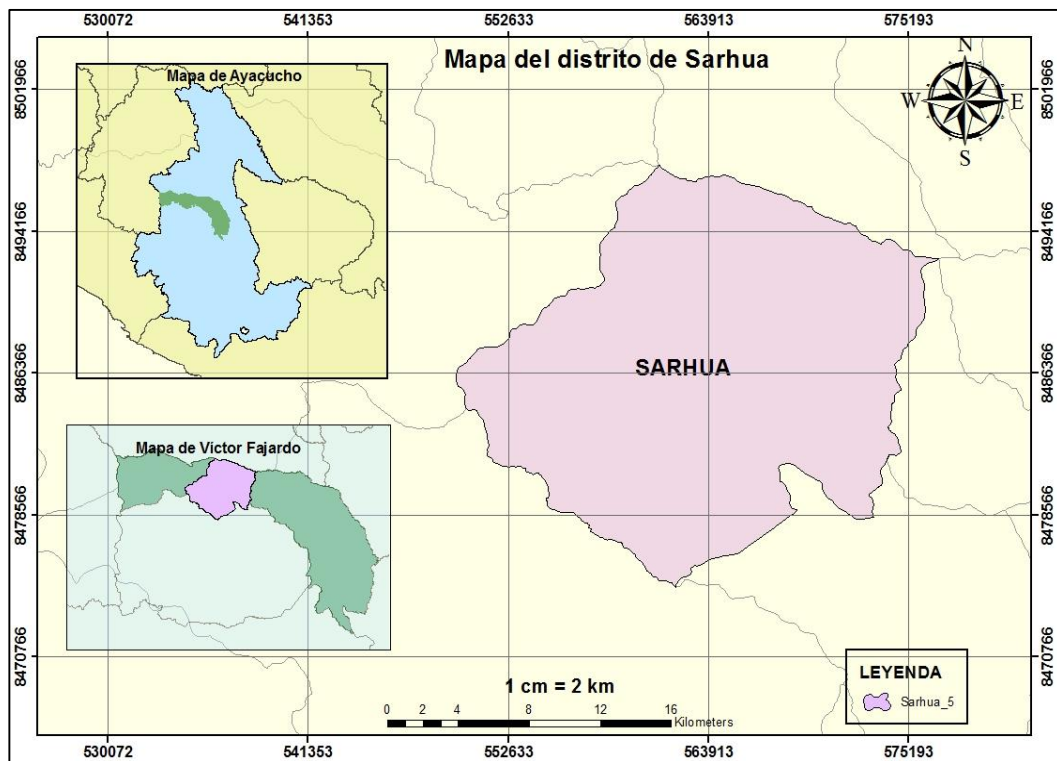 530072 541353 552633 563913 575193
Mapa del distrito de Sarhua
Mapa de Ayacucho
N
W E
S
8501966 8501966
8494166 8494166
8486366 8486366
SARHUA
Mapa de Victor Fajardo
8478566 8478566
8470766 8470766
LEYENDA
Sarhua_5
1 cm = 2 km
0 2 4 8 12 16
Kilometers
530072 541353 552633 563913 575193